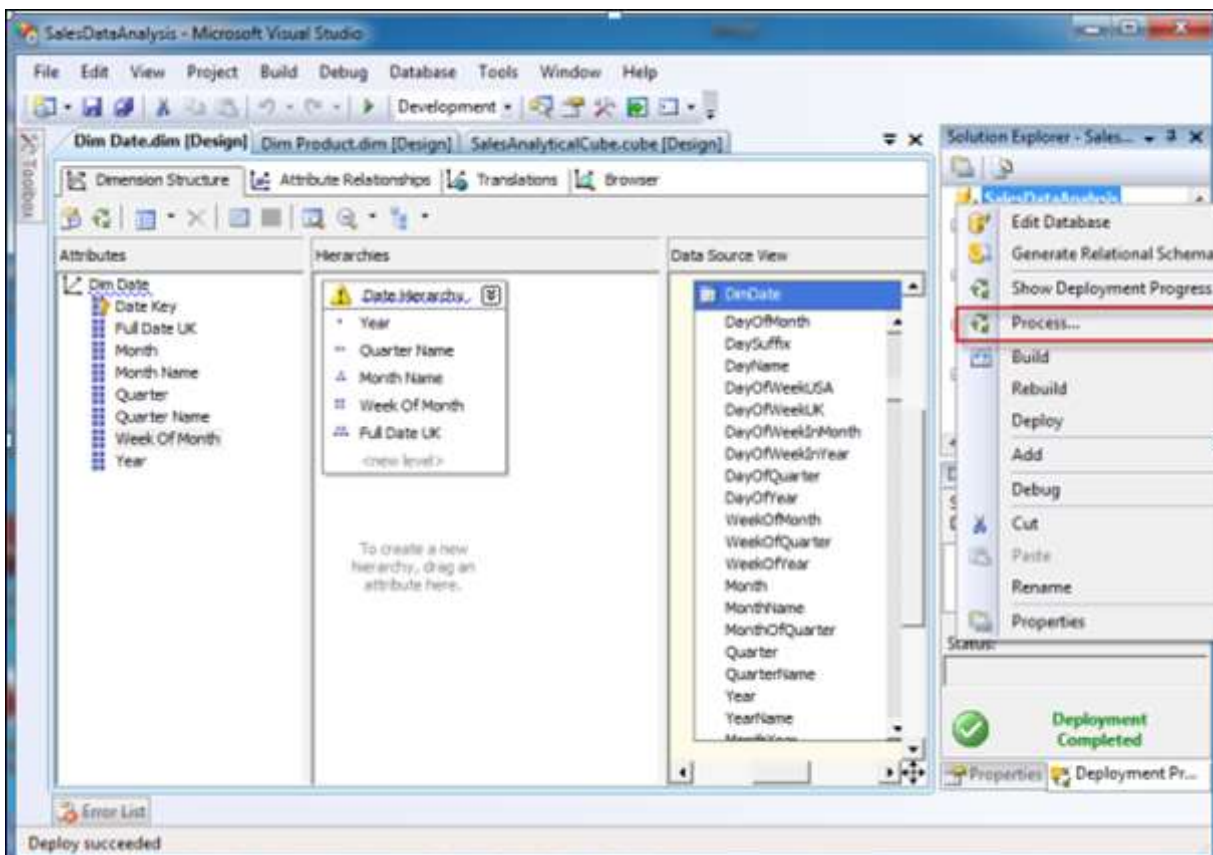 SalesDataAnalysis - Microsoft Visual Studio
File Edit View Project Build Debug Database Tools Window Help
Development
Toolbox
Dim Date.dim [Design] Dim Product.dim [Design] SalesAnalyticalCube.cube [Design]
Dimension Structure Attribute Relationships Translations Browser
Attributes
Dim Date
Date Key
Full Date UK
Month
Month Name
Quarter
Quarter Name
Week Of Month
Year
Hierarchies
Date Hierarchy
Year
Quarter Name
Month Name
Week Of Month
Full Date UK
<new level>
To create a new
hierarchy, drag an
attribute here.
Data Source View
DimDate
DayOfMonth
DaySuffix
DayName
DayOfWeekUSA
DayOfWeekUK
DayOfWeekInMonth
DayOfWeekInYear
DayOfQuarter
DayOfYear
WeekOfMonth
WeekOfQuarter
WeekOfYear
Month
MonthName
MonthOfQuarter
Quarter
QuarterName
Year
YearName
MonthYear
Solution Explorer - Sales...
SalesDataAnalysis
Edit Database
Generate Relational Schema
Show Deployment Progress
Process...
Build
Rebuild
Deploy
Add
Debug
Cut
Paste
Rename
Properties
Status:
Deployment
Completed
Properties Deployment Pr...
Error List
Deploy succeeded